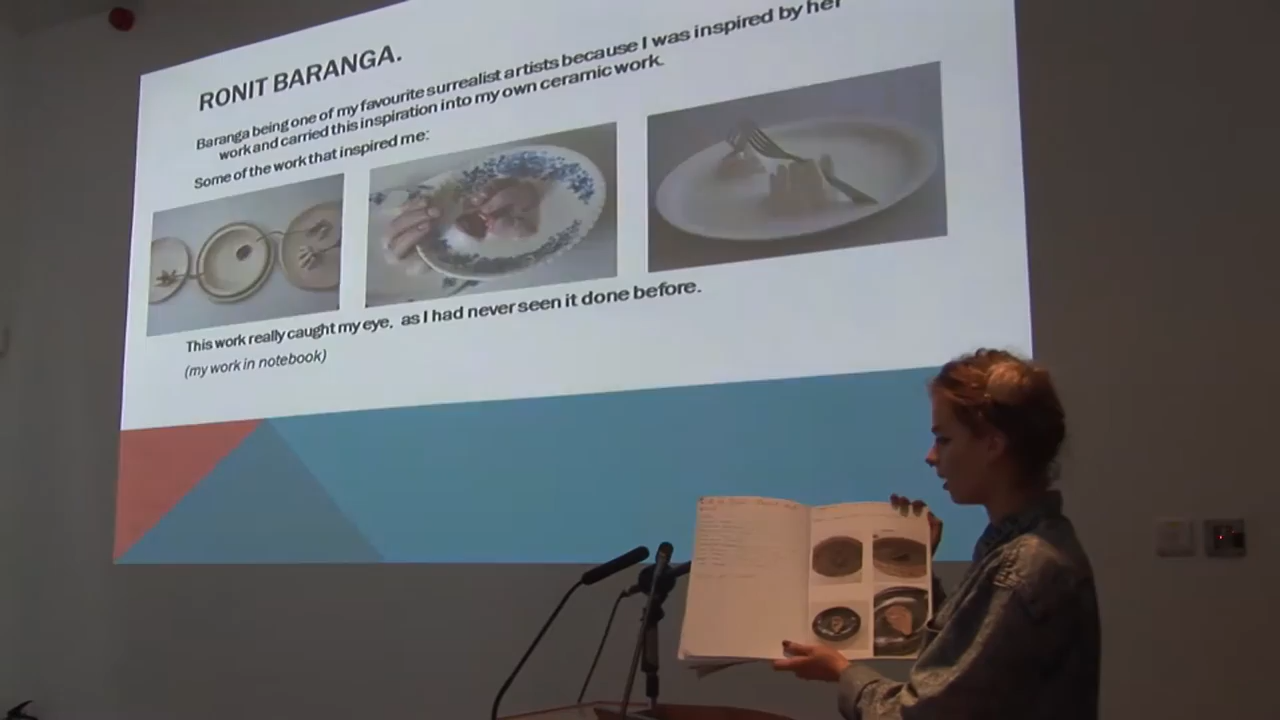 RONIT BARANGA.
Baranga being one of my favourite surrealist artists because I was inspired by her
work and carried this inspiration into my own ceramic work.
Some of the work that inspired me:
This work really caught my eye, as I had never seen it done before.
(my work in notebook)